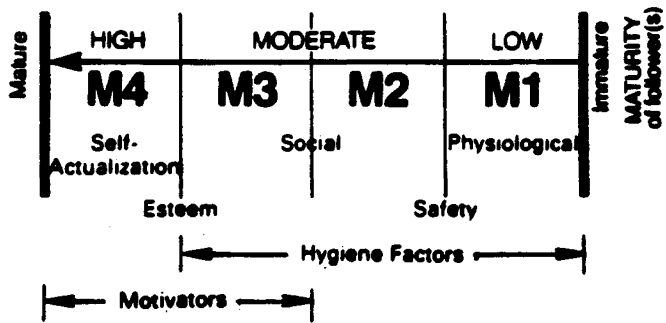 HIGH MODERATE LOW
Mature M4 M3 M2 M1 Immature MATURITY of follower(s)
Self- Social Physiological
Actualization
Esteem Safety
Hygiene Factors
Motivators